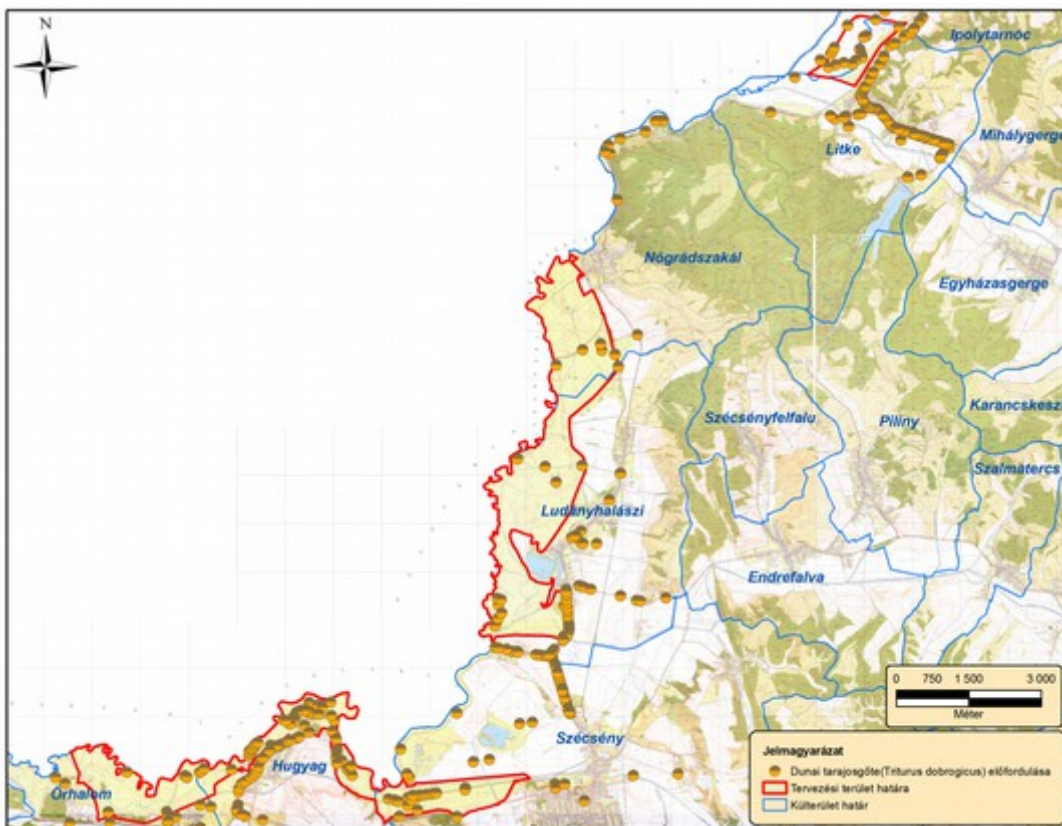 N
Ipolytarnóc
Mihálygerge
Litke
Nógrádszakál
Egyházasgerge
Karancskeszi
Szécsényfelfalu
Piliny
Szalmatercs
Ludányhalászi
Endrefalva
Szécsény
Hugyag
Őrhalom
0 750 1 500 3 000
Méter
Jelmagyarázat
Dunai tarajosgőte(Triturus dobrogicus) előfordulása
Tervezési terület határa
Külterület határ